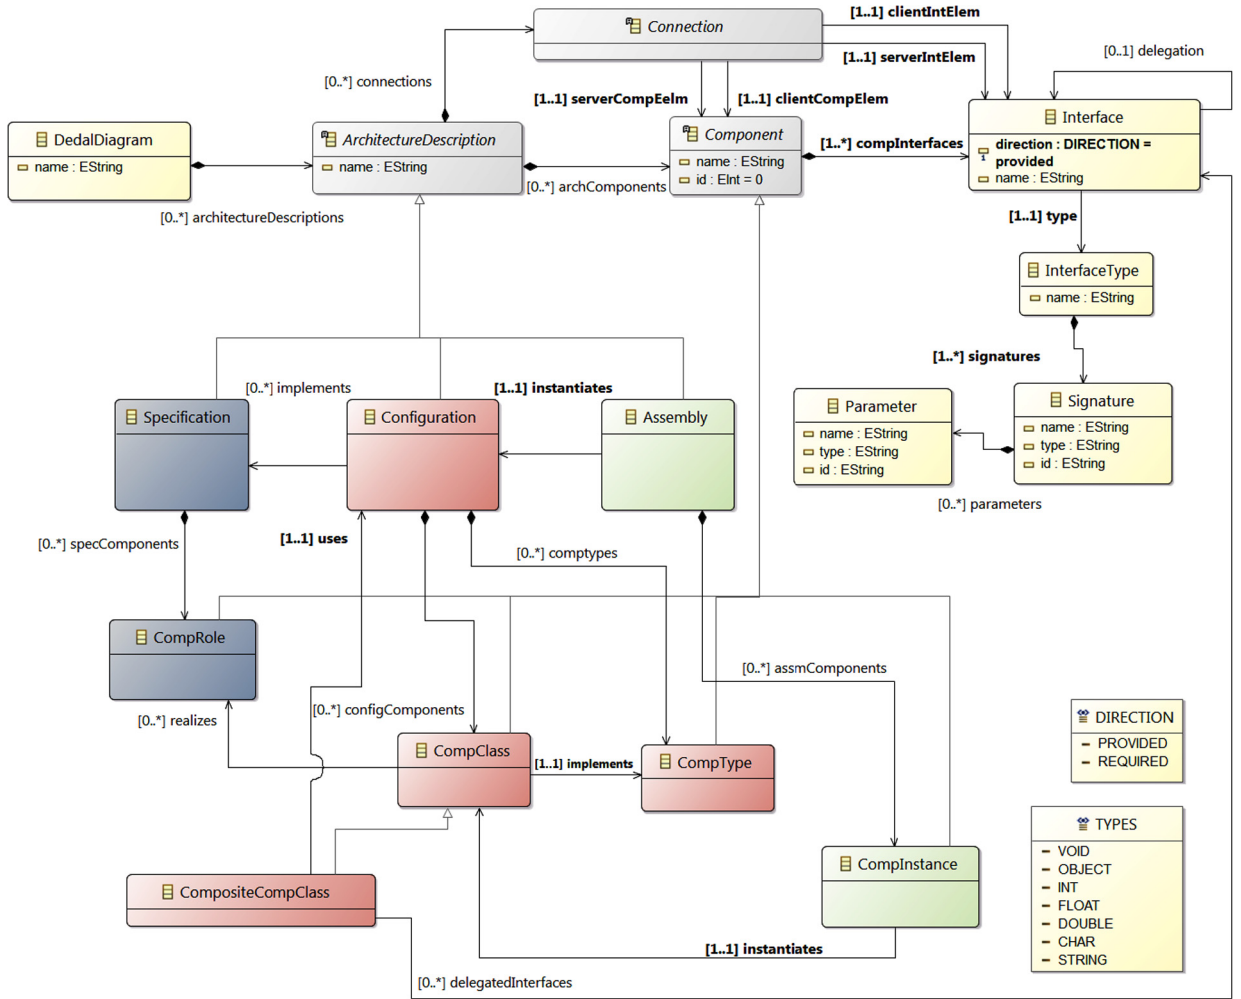 Connection
[1..1] clientIntElem
[1..1] serverIntElem
[0..1] delegation
[0..*] connections
[1..1] serverCompEelm
[1..1] clientCompElem
DedalDiagram
name : EString
ArchitectureDescription
name : EString
Component
name : EString
id : EInt = 0
[1..*] compInterfaces
Interface
direction : DIRECTION =
provided
name : EString
[0..*] archComponents
[0..*] architectureDescriptions
[1..1] type
InterfaceType
name : EString
[1..*] signatures
[0..*] implements
[1..1] instantiates
Specification
Configuration
Assembly
Parameter
name : EString
type : EString
id : EString
Signature
name : EString
type : EString
id : EString
[0..*] parameters
[0..*] specComponents
[1..1] uses
[0..*] comptypes
CompRole
[0..*] assmComponents
[0..*] realizes
[0..*] configComponents
CompClass
[1..1] implements
CompType
DIRECTION
PROVIDED
REQUIRED
TYPES
VOID
OBJECT
INT
FLOAT
DOUBLE
CHAR
STRING
CompInstance
CompositeCompClass
[1..1] instantiates
[0..*] delegatedInterfaces